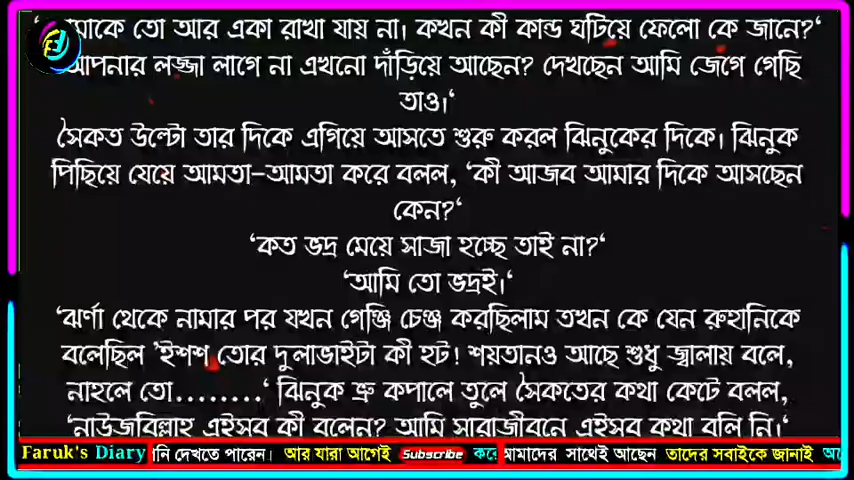 তো আর একা রাখা যায় না। কখন কী কান্ড ঘটিয়ে ফেলো কে জানে?‘
আপনার লজ্জা লাগে না এখনো দাঁড়িয়ে আছেন? দেখছেন আমি জেগে গেছি
তাও।‘
সৈকত উল্টো তার দিকে এগিয়ে আসতে শুরু করল ঝিনুকের দিকে। ঝিনুক
পিছিয়ে যেয়ে আমতা-আমতা করে বলল, ‘কী আজব আমার দিকে আসছেন
কেন?‘
‘কত ভদ্র মেয়ে সাজা হচ্ছে তাই না?‘
‘আমি তো ভদ্রই।‘
‘ঝর্ণা থেকে নামার পর যখন গেঞ্জি চেঞ্জ করছিলাম তখন কে যেন রুহানিকে
বলেছিল ‘ইশশ তোর দুলাভাইটা কী হট! শয়তানও আছে শুধু জ্বালায় বলে,
নাহলে তো........‘ ঝিনুক ভ্রু কপালে তুলে সৈকতের কথা কেটে বলল,
‘নাউজবিল্লাহ এইসব কী বলেন? আমি সারাজীবনে এইসব কথা বলি নি।‘
Faruk's Diary নি দেখতে পারেন। আর যারা আগেই Subscribe করে আমাদের সাথেই আছেন তাদের সবাইকে জানাই